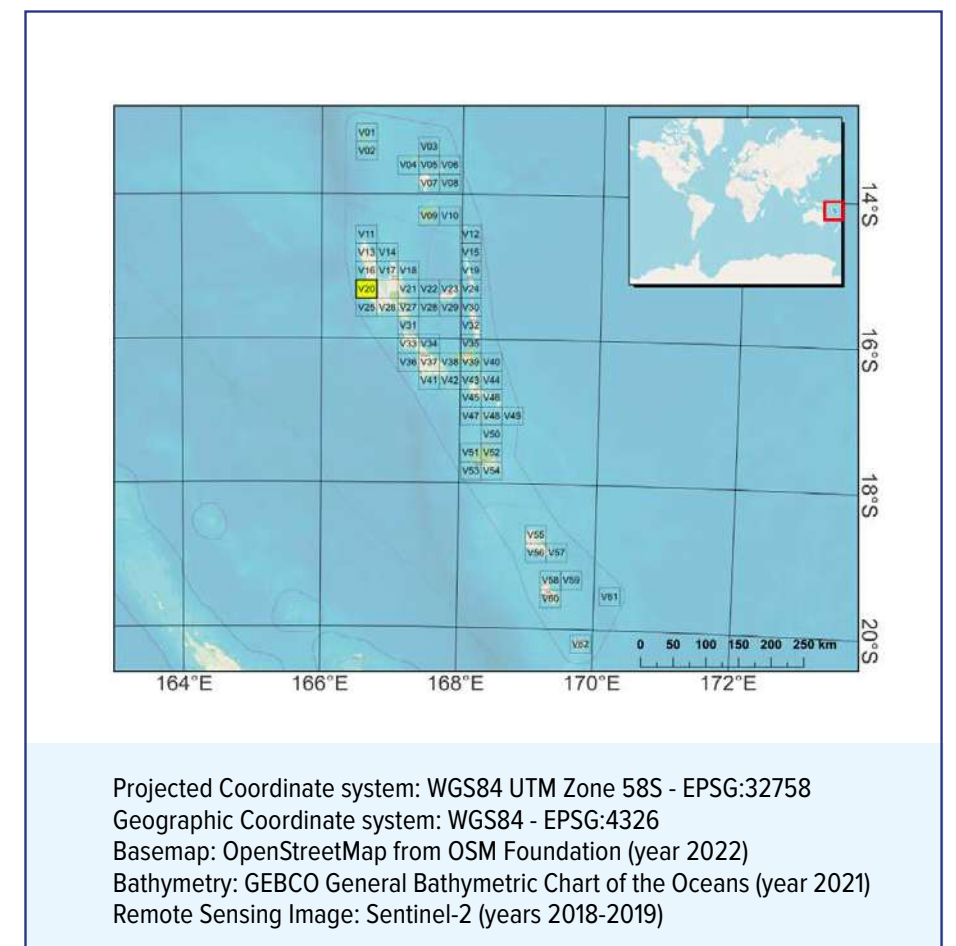 V01
V02 V03
V04 V05 V06
V07 V08
14°S
V09 V10
V11 V12
V13 V14 V15
V16 V17 V18 V19
V20 V21 V22 V23 V24
V25 V26 V27 V28 V29 V30
V31 V32
V33 V34 V35
16°S
V36 V37 V38 V39 V40
V41 V42 V43 V44
V45 V46
V47 V48 V49
V50
V51 V52
V53 V54
18°S
V55
V56 V57
V58 V59
V60 V61
V62
20°S
0 50 100 150 200 250 km
164°E 166°E 168°E 170°E 172°E
Projected Coordinate system: WGS84 UTM Zone 58S - EPSG:32758
Geographic Coordinate system: WGS84 - EPSG:4326
Basemap: OpenStreetMap from OSM Foundation (year 2022)
Bathymetry: GEBCO General Bathymetric Chart of the Oceans (year 2021)
Remote Sensing Image: Sentinel-2 (years 2018-2019)